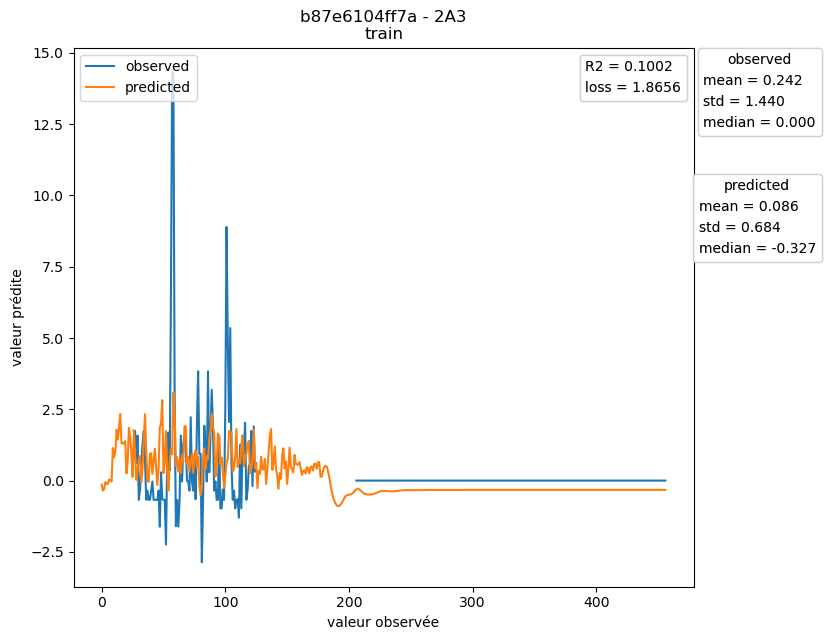 b87e6104ff7a - 2A3
train
observed
predicted
R2 = 0.1002
loss = 1.8656
observed
mean = 0.242
std = 1.440
median = 0.000
predicted
mean = 0.086
std = 0.684
median = -0.327
valeur prédite
15.0
12.5
10.0
7.5
5.0
2.5
0.0
−2.5
0
100
200
300
400
valeur observée